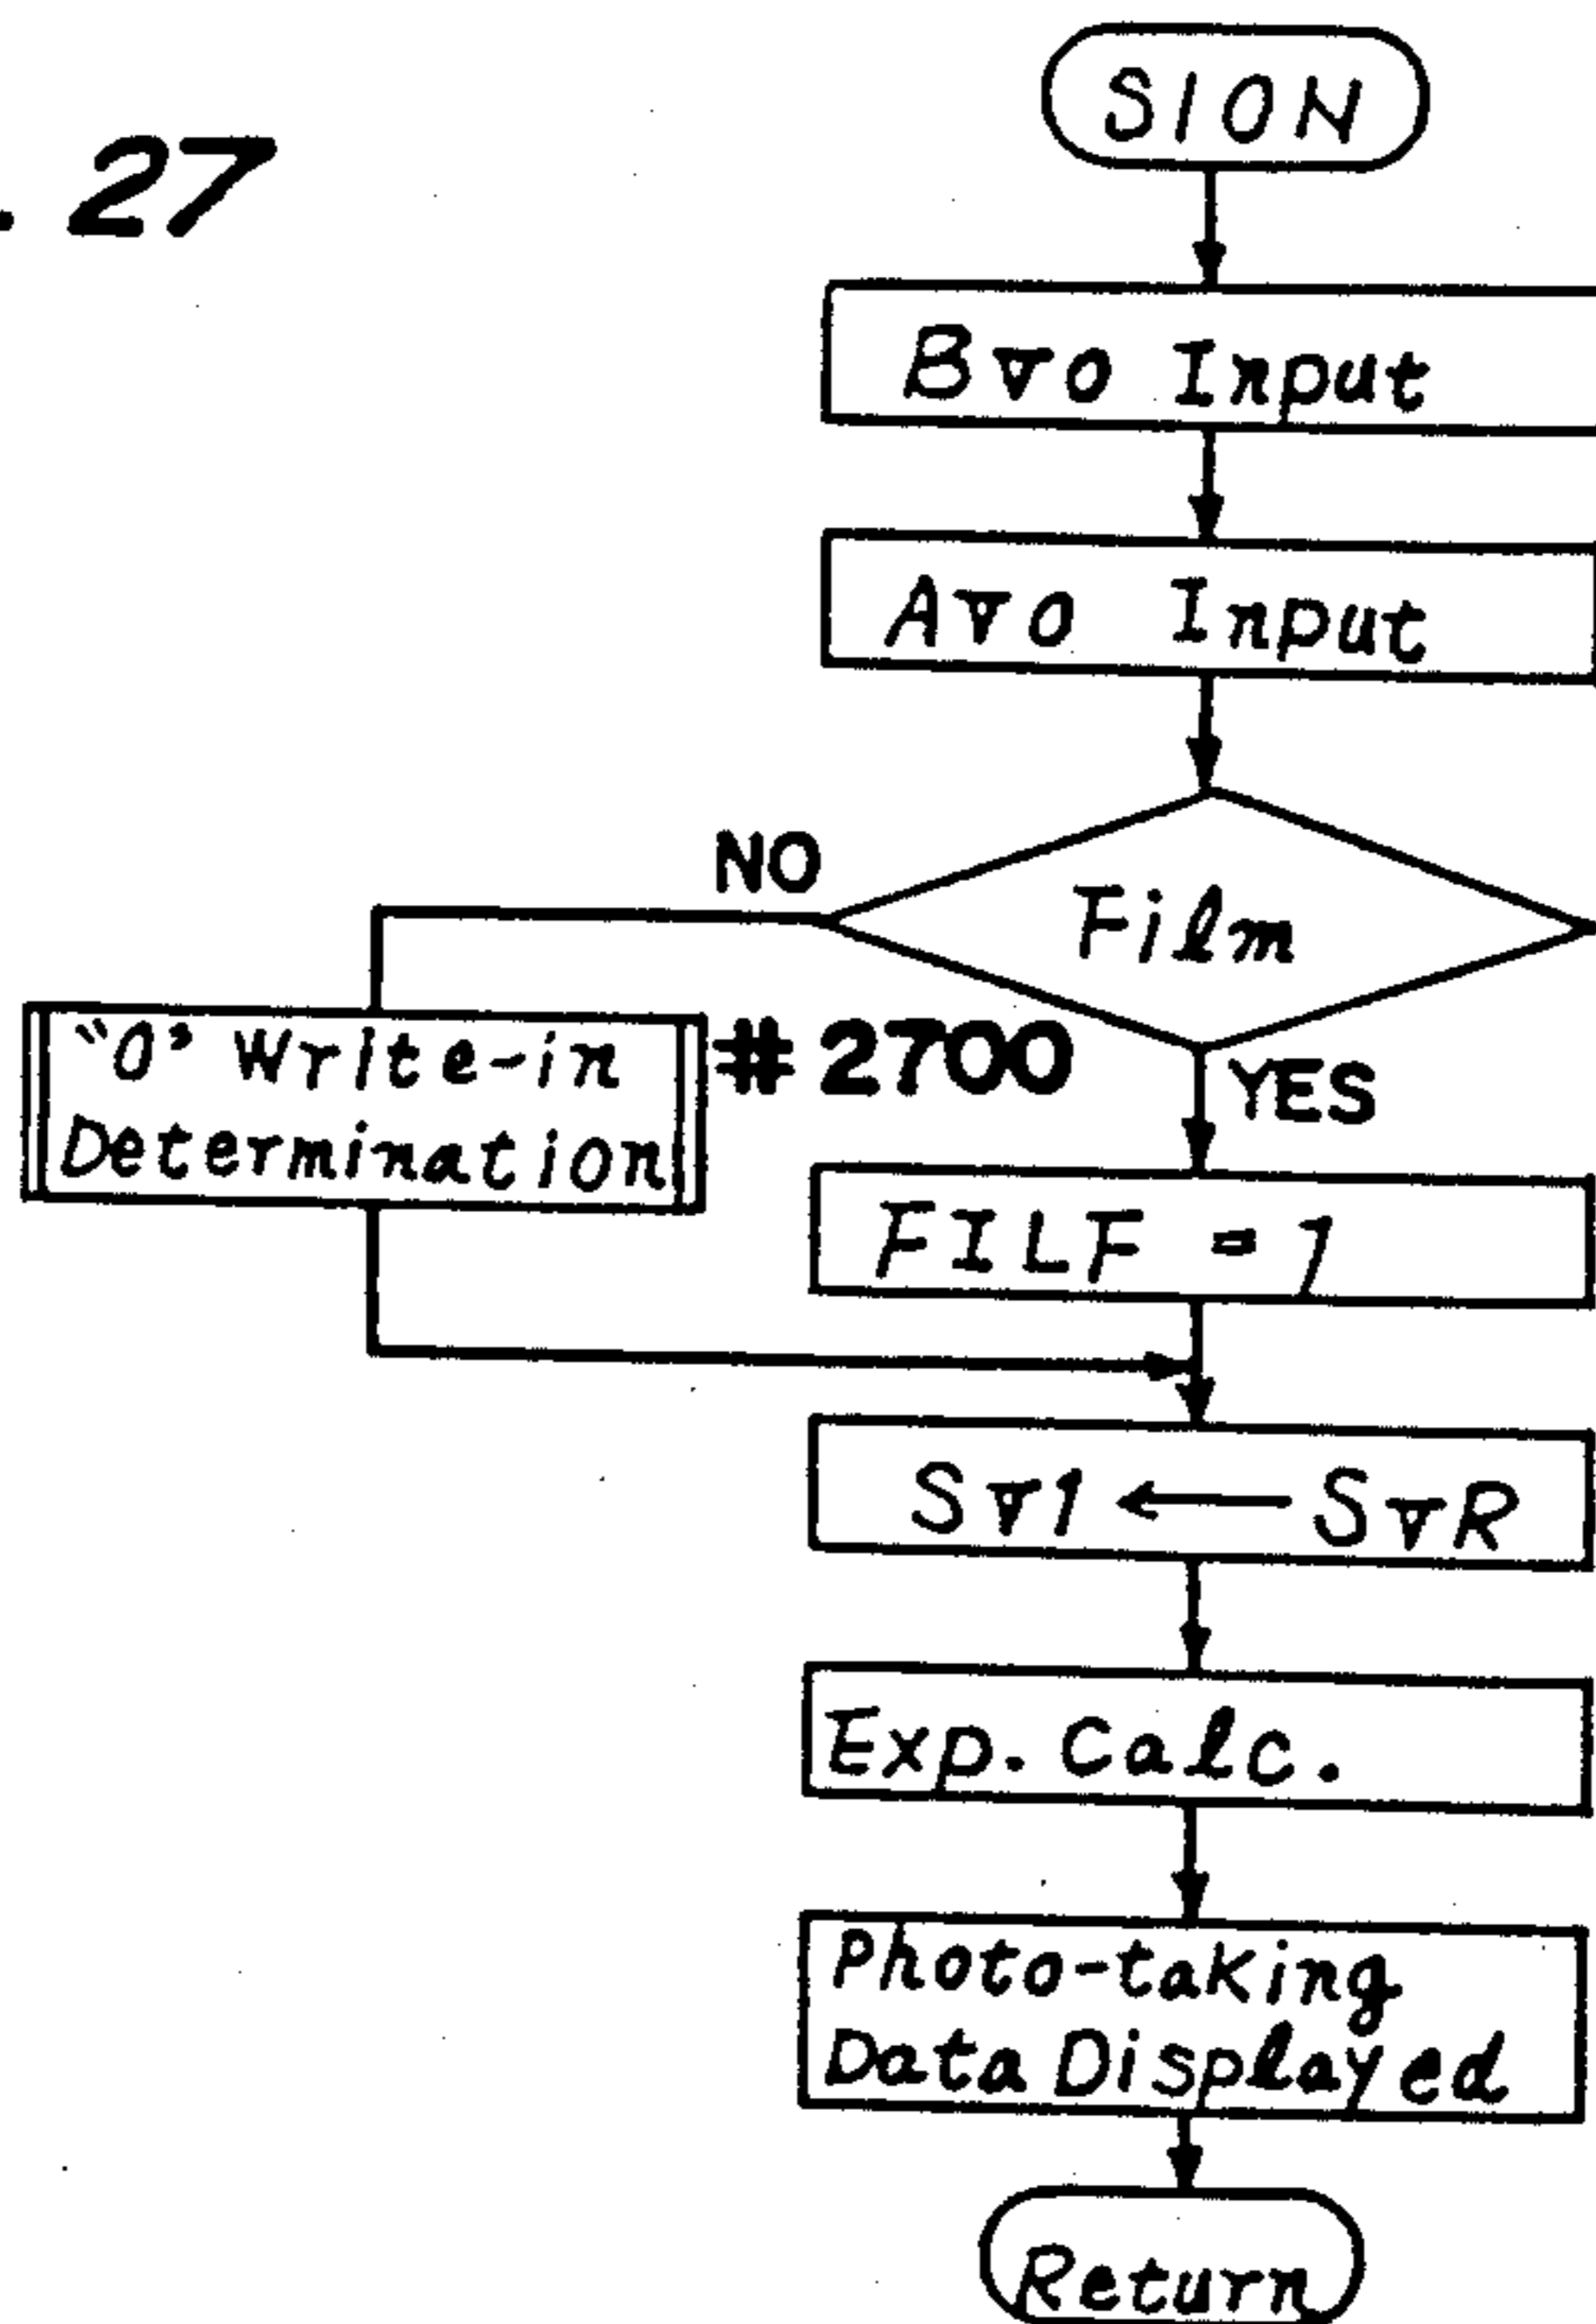 . 27
S1ON
Bvo Input
Avo Input
Film
NO
YES
"0" Write-in
Determination
#2700
FILF = 1
Sv1 ← SvR
Exp. Calc.
Photo-taking
Data Displayed
Return